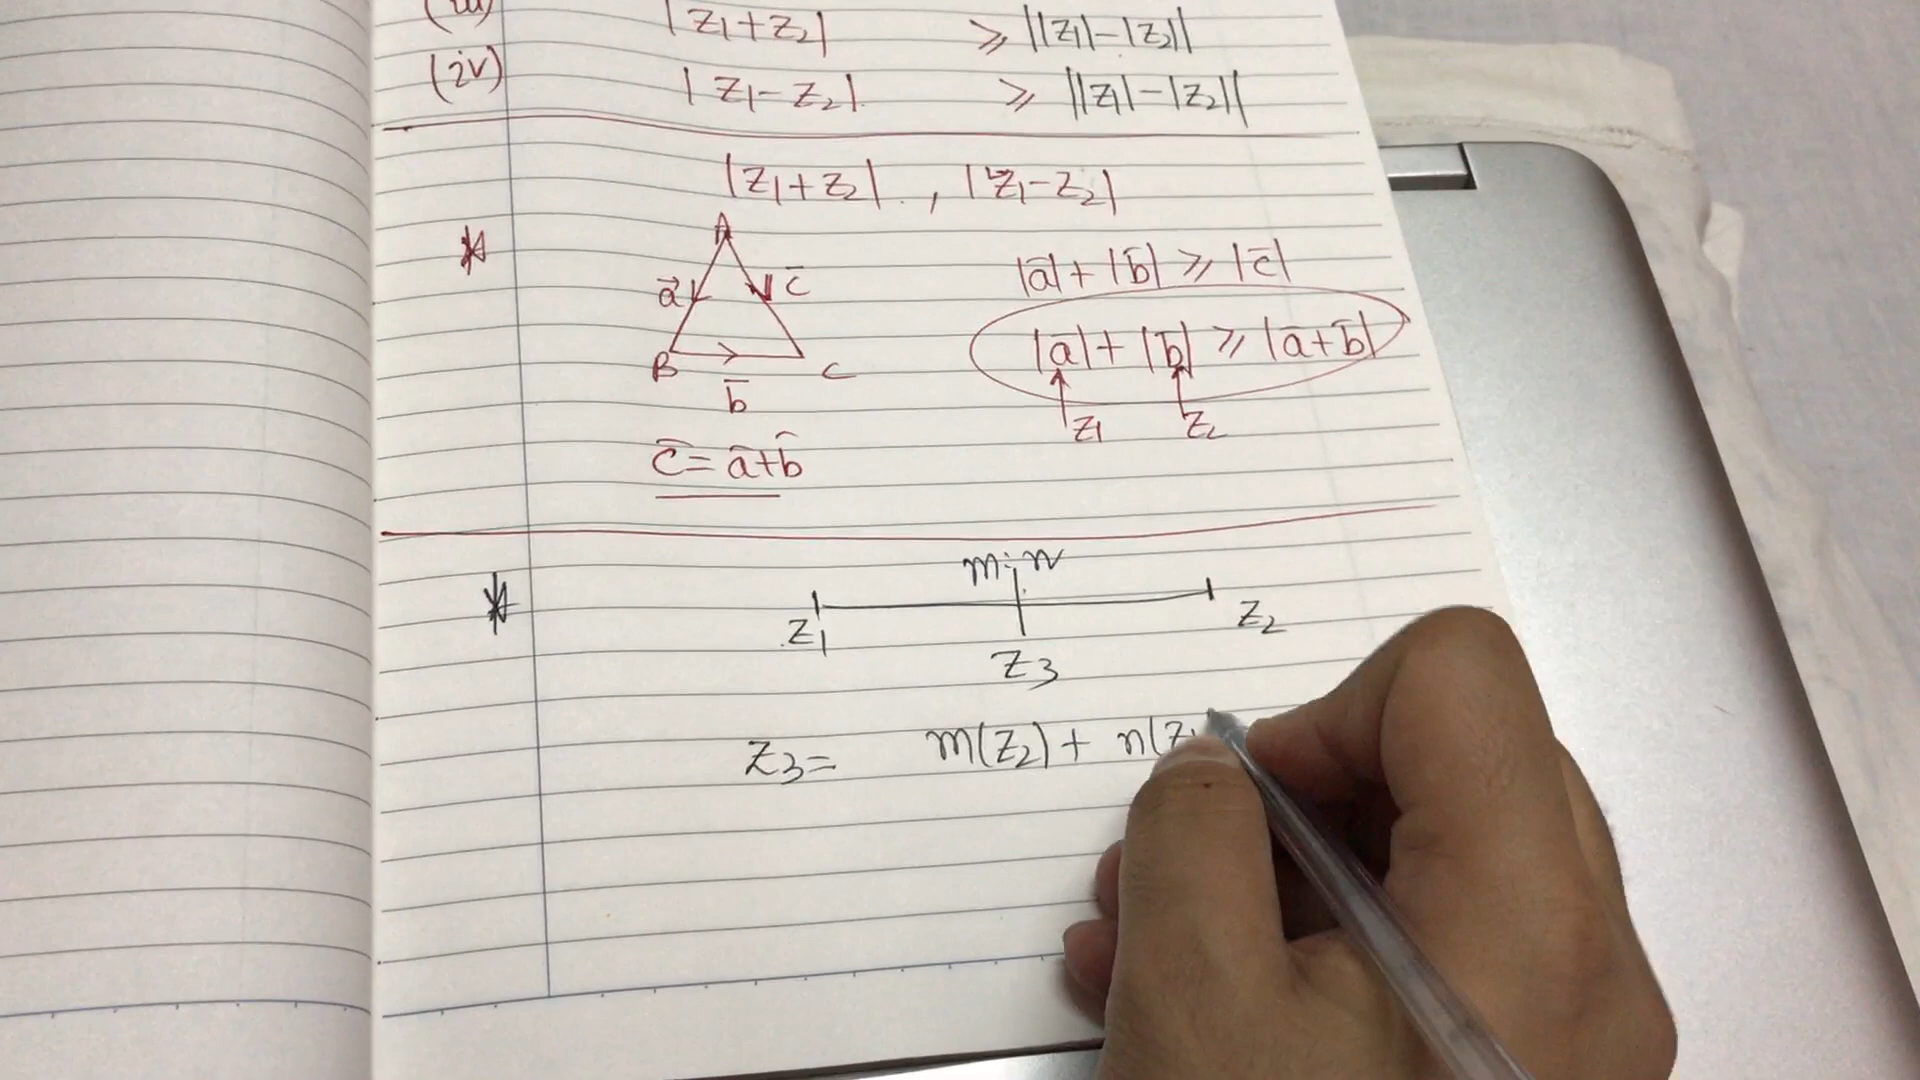 (iii) |z₁+z₂| ⩾ ||z₁|-|z₂||
(iv) |z₁-z₂| ⩾ ||z₁|-|z₂||
|z₁+z₂| , |z₁-z₂|
A
a⃗ c̄
B C
b̄
c̄ = ā+b̄
|ā| + |b̄| ⩾ |c̄|
|ā| + |b̄| ⩾ |ā+b̄|
z₁ z₂
m:n
z₁ z₂
z₃
z₃= m(z₂) + n(z₁